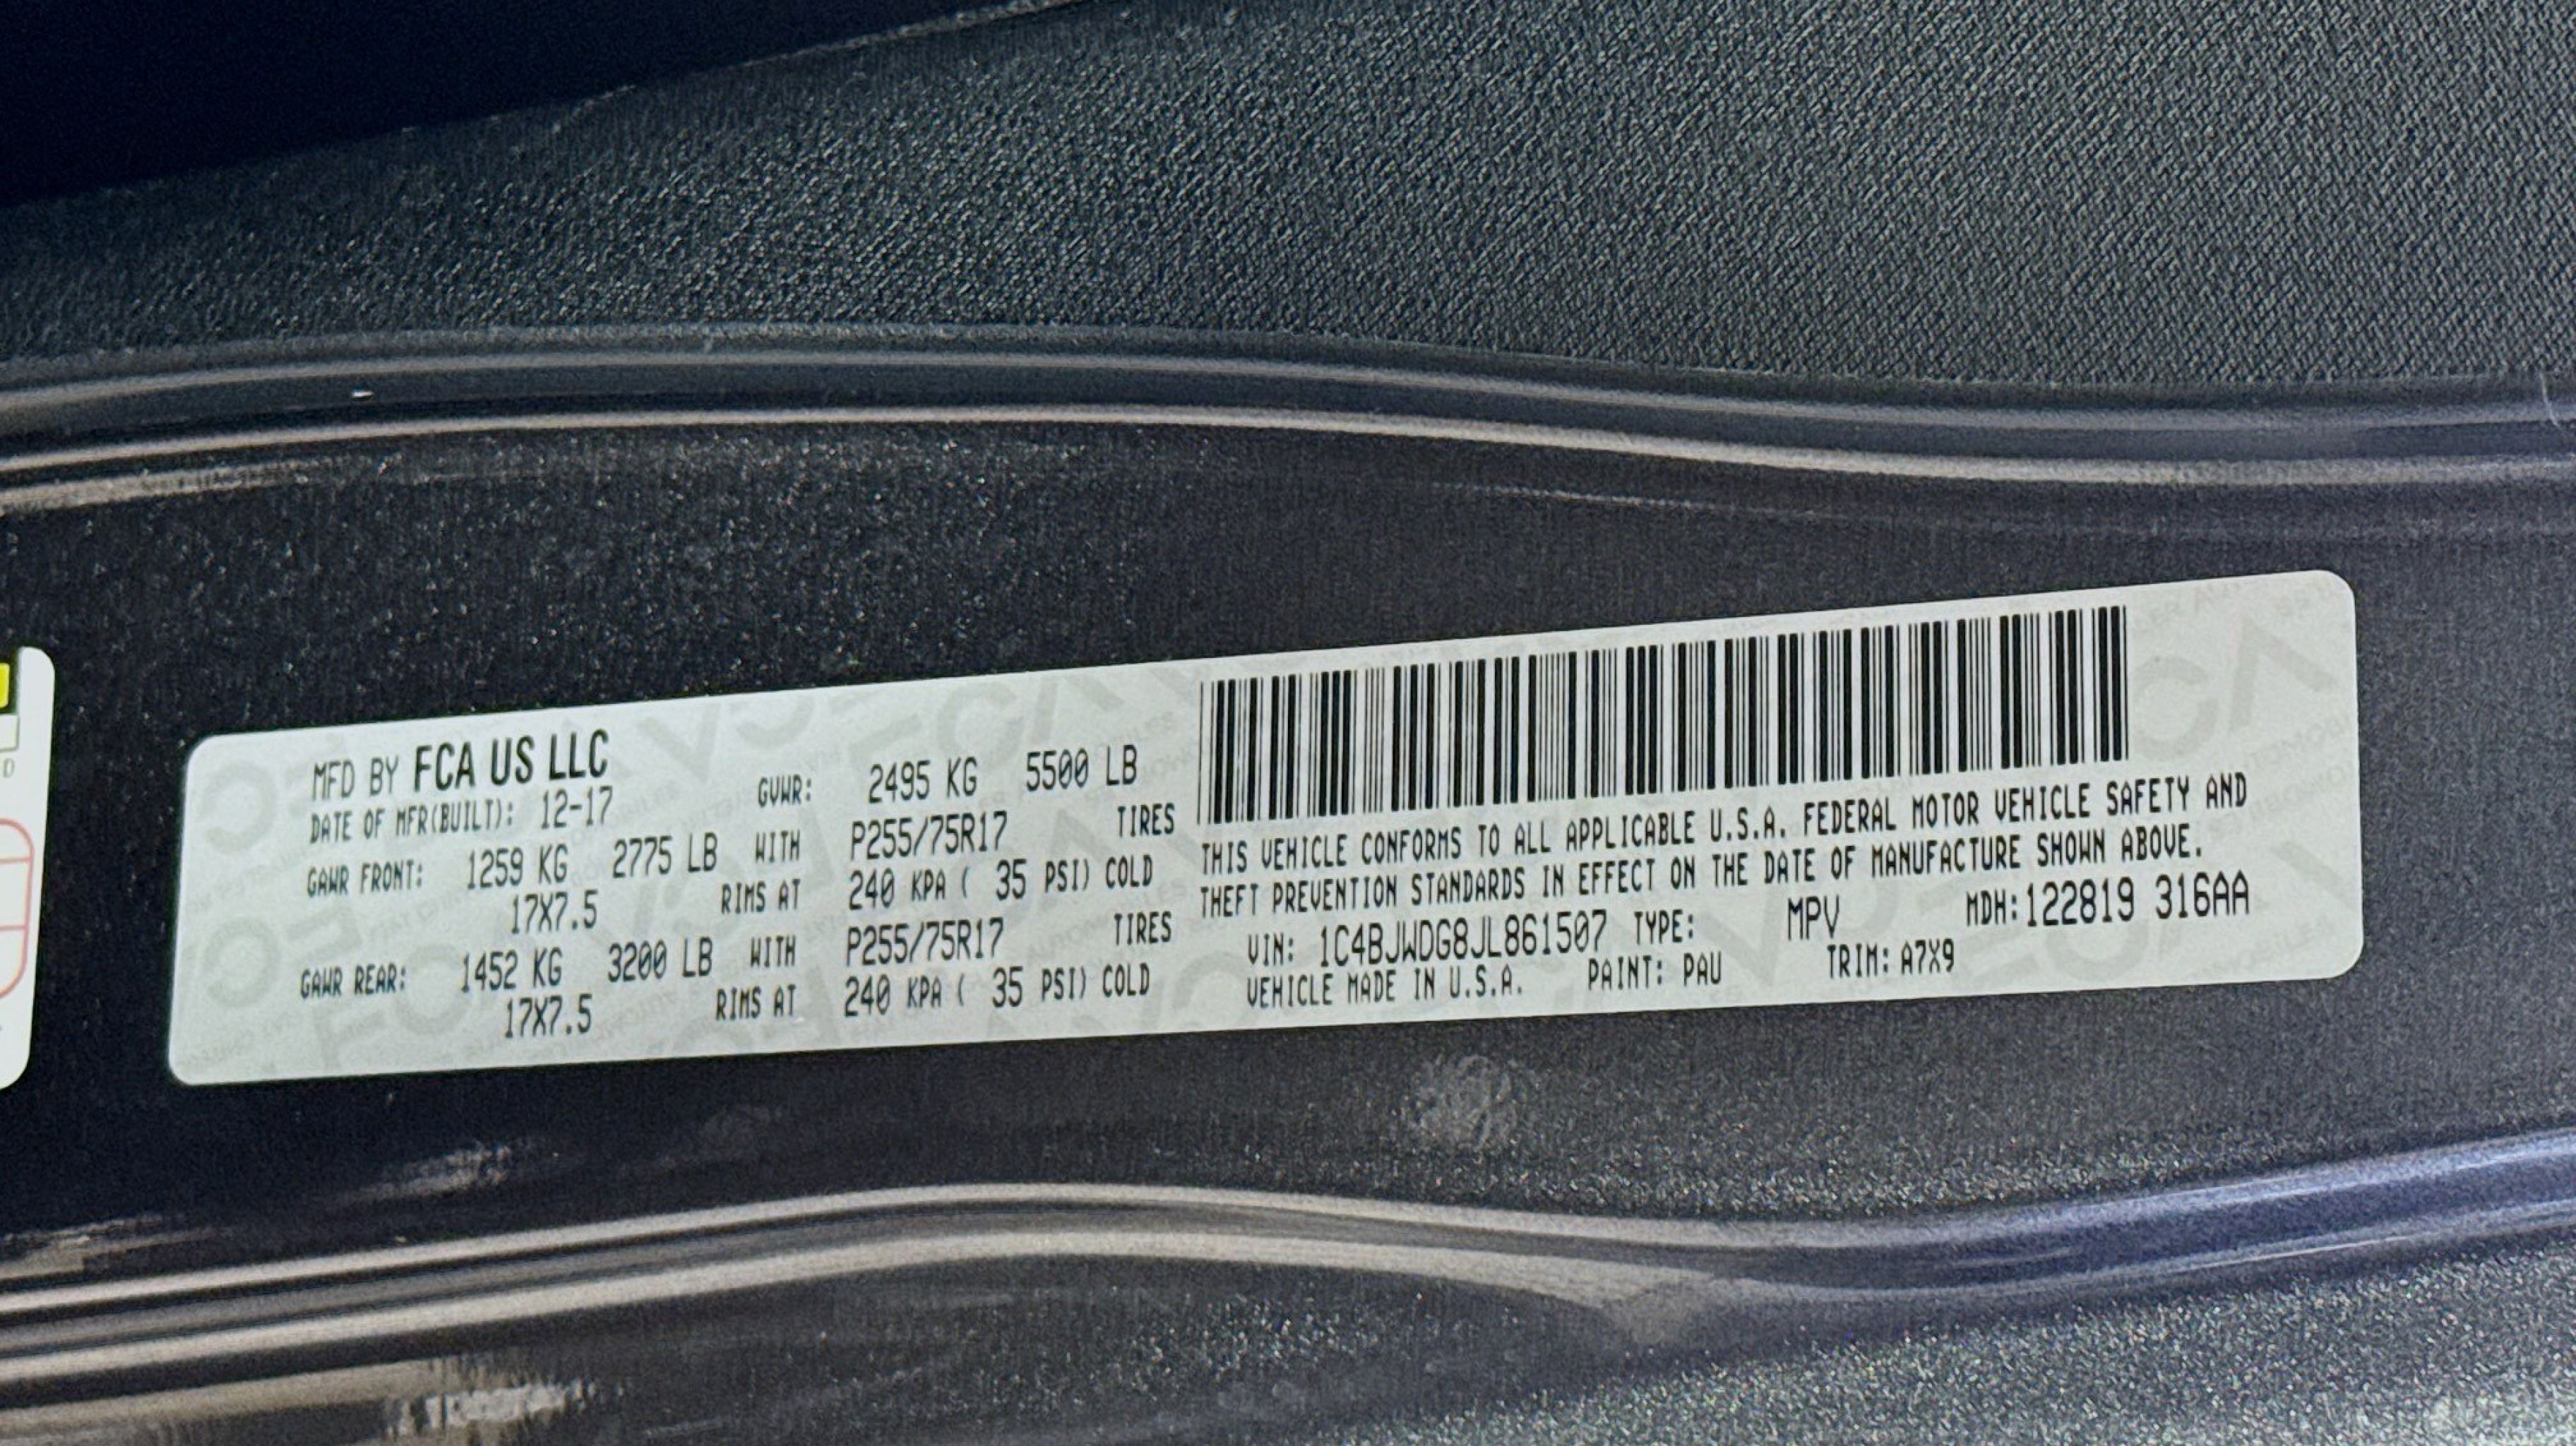 MFD BY FCA US LLC
DATE OF MFR(BUILT): 12-17 GVWR: 2495 KG 5500 LB
GAWR FRONT: 1259 KG 2775 LB WITH P255/75R17 TIRES
17X7.5 RIMS AT 240 KPA ( 35 PSI) COLD
GAWR REAR: 1452 KG 3200 LB WITH P255/75R17 TIRES
17X7.5 RIMS AT 240 KPA ( 35 PSI) COLD
THIS VEHICLE CONFORMS TO ALL APPLICABLE U.S.A. FEDERAL MOTOR VEHICLE SAFETY AND
THEFT PREVENTION STANDARDS IN EFFECT ON THE DATE OF MANUFACTURE SHOWN ABOVE.
VIN: 1C4BJWDG8JL861507 TYPE: MPV MDH:122819 316AA
VEHICLE MADE IN U.S.A. PAINT: PAU TRIM: A7X9